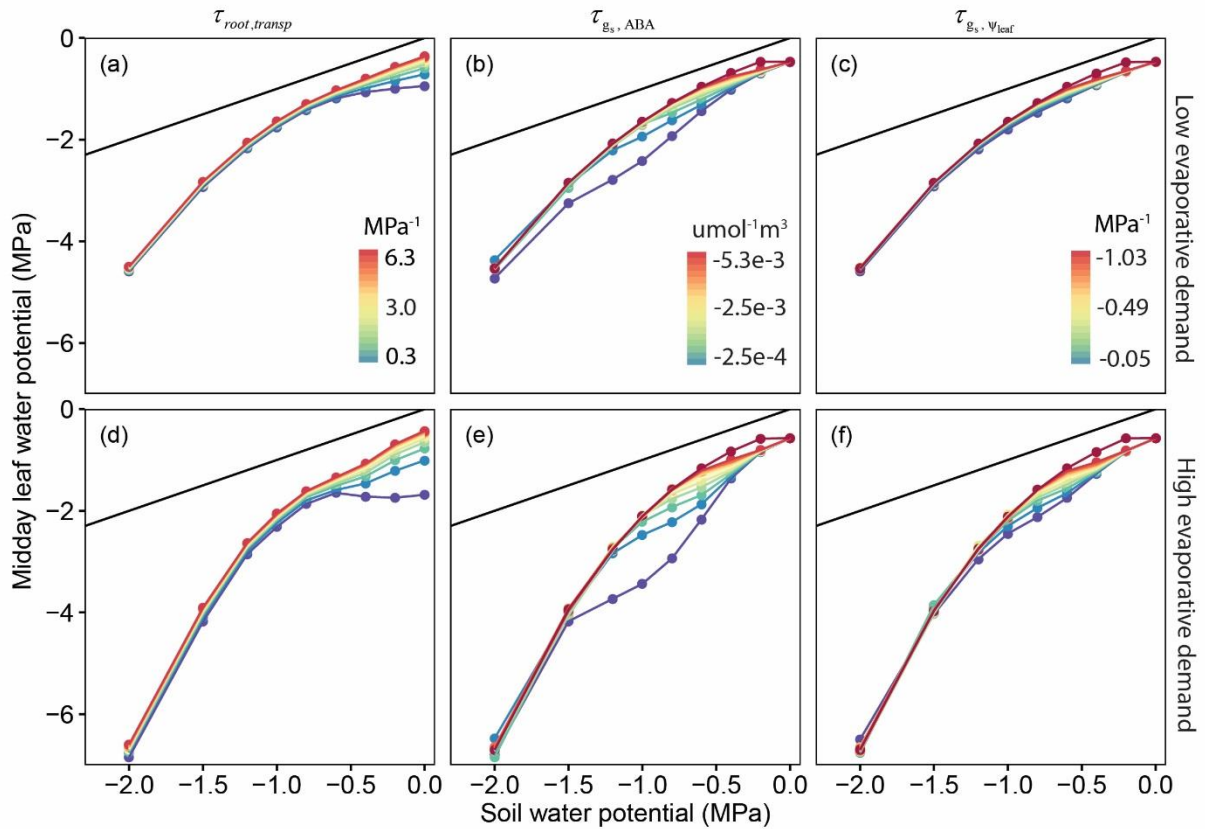 τroot,transp
τgs, ABA
τgs, ψleaf
0
(a)
(b)
(c)
−2
−4
−6
MPa-1
6.3
3.0
0.3
umol-1m3
-5.3e-3
-2.5e-3
-2.5e-4
MPa-1
-1.03
-0.49
-0.05
Low evaporative demand
Midday leaf water potential (MPa)
0
(d)
(e)
(f)
−2
−4
−6
High evaporative demand
−2.0 −1.5 −1.0 −0.5 0.0
−2.0 −1.5 −1.0 −0.5 0.0
−2.0 −1.5 −1.0 −0.5 0.0
Soil water potential (MPa)